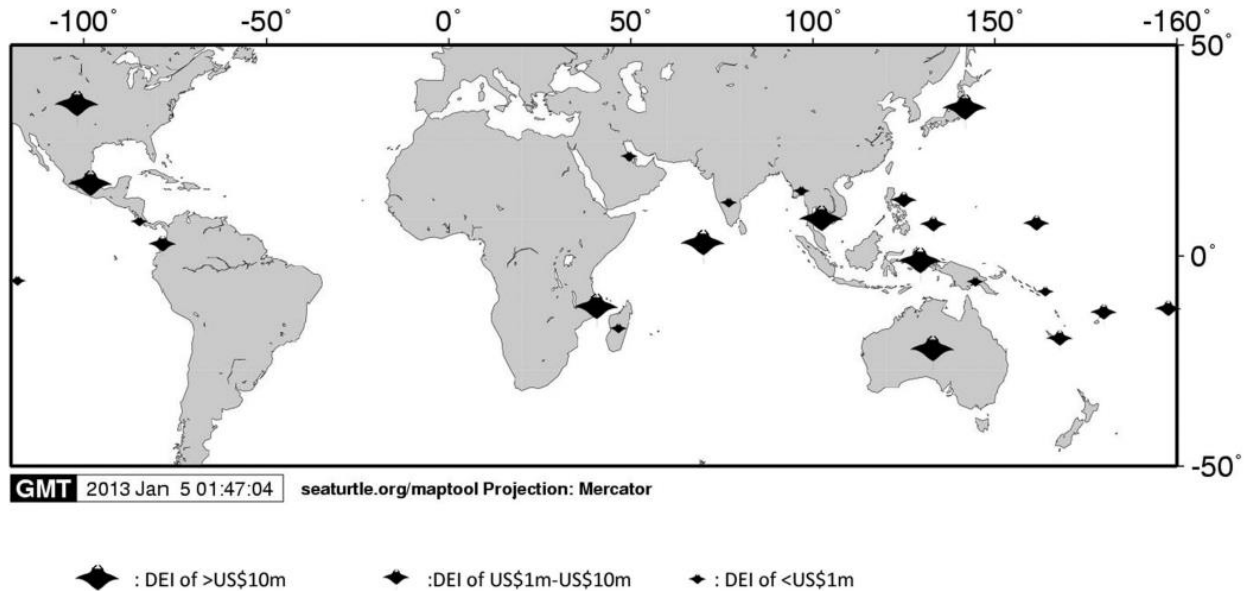 -100° -50° 0° 50° 100° 150° -160°
50°
0°
-50°
GMT 2013 Jan 5 01:47:04 seaturtle.org/maptool Projection: Mercator
: DEI of >US$10m :DEI of US$1m-US$10m : DEI of <US$1m